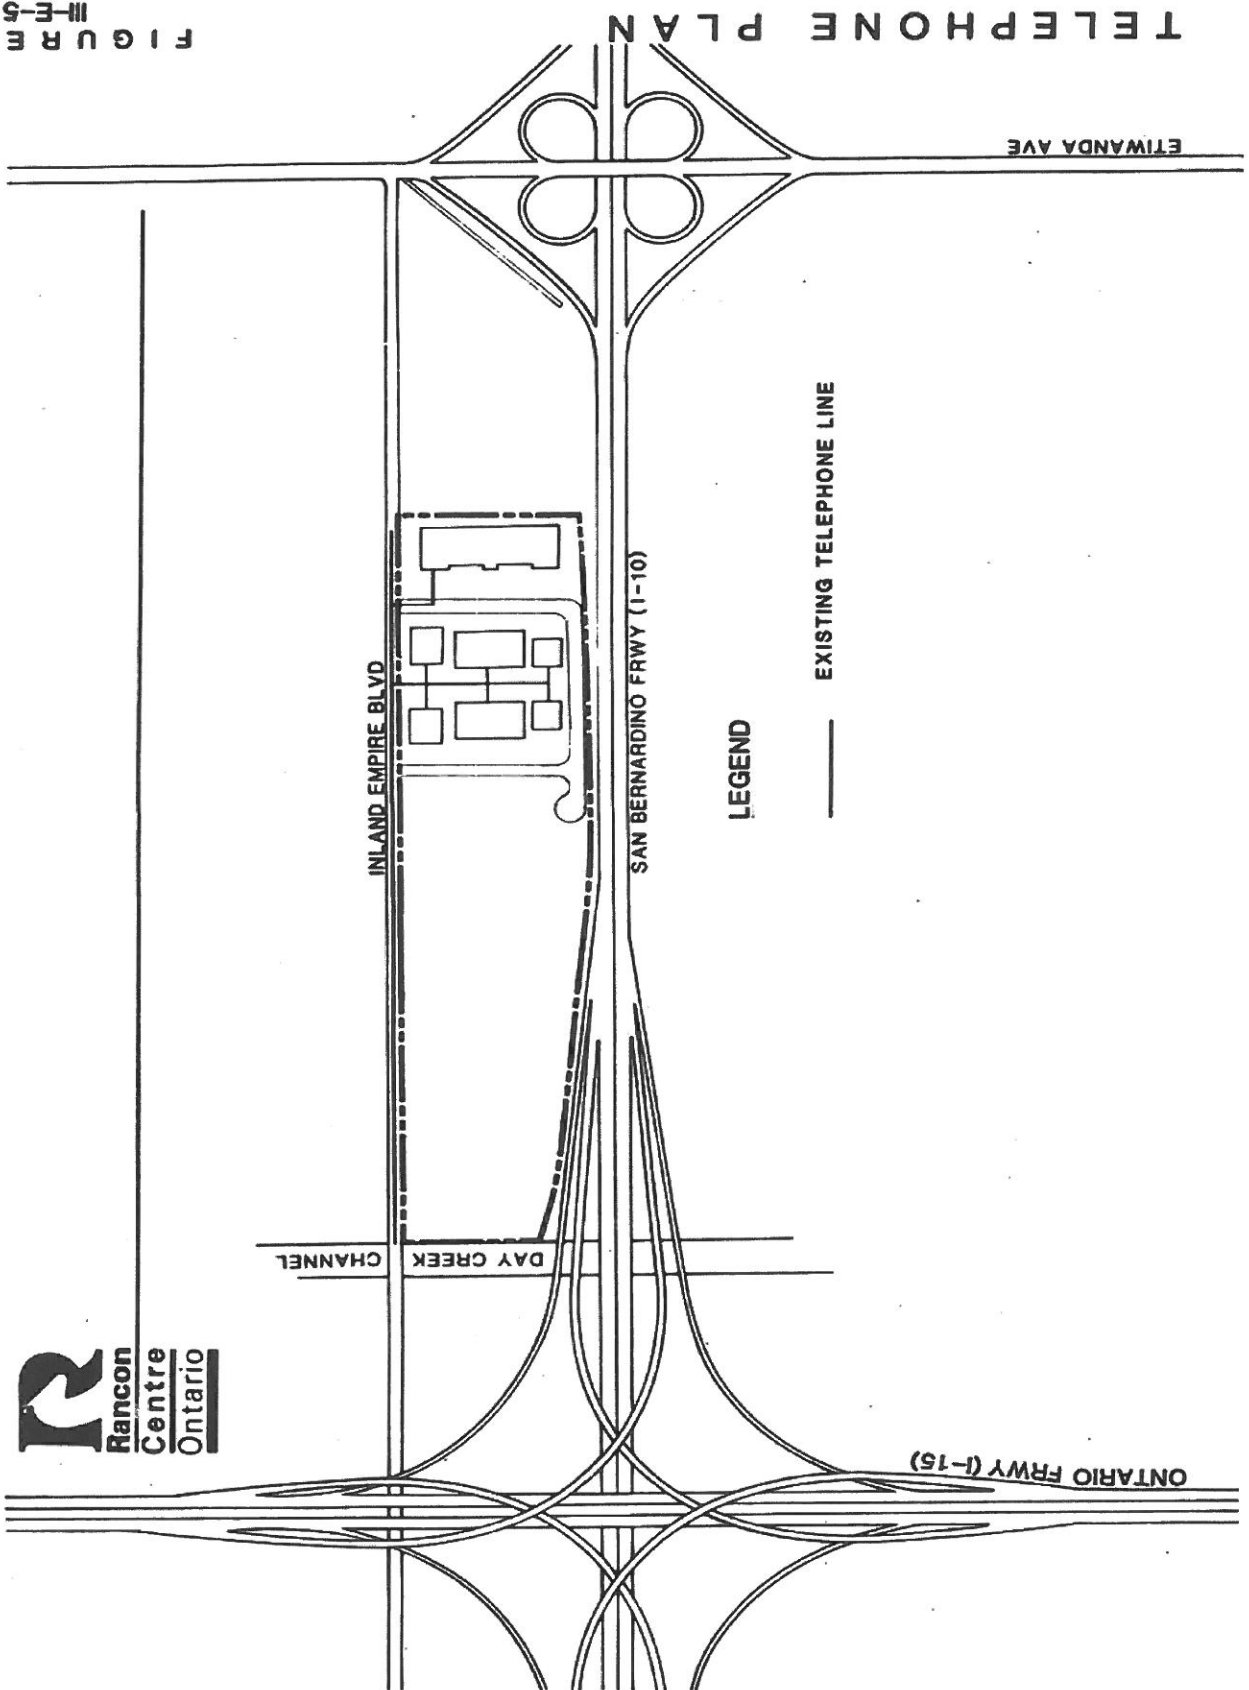 Rancon
Centre
Ontario
INLAND EMPIRE BLVD
DAY CREEK CHANNEL
SAN BERNARDINO FRWY (I-10)
ONTARIO FRWY (I-15)
ETIWANDA AVE
LEGEND
EXISTING TELEPHONE LINE
TELEPHONE PLAN
FIGURE
III-E-5